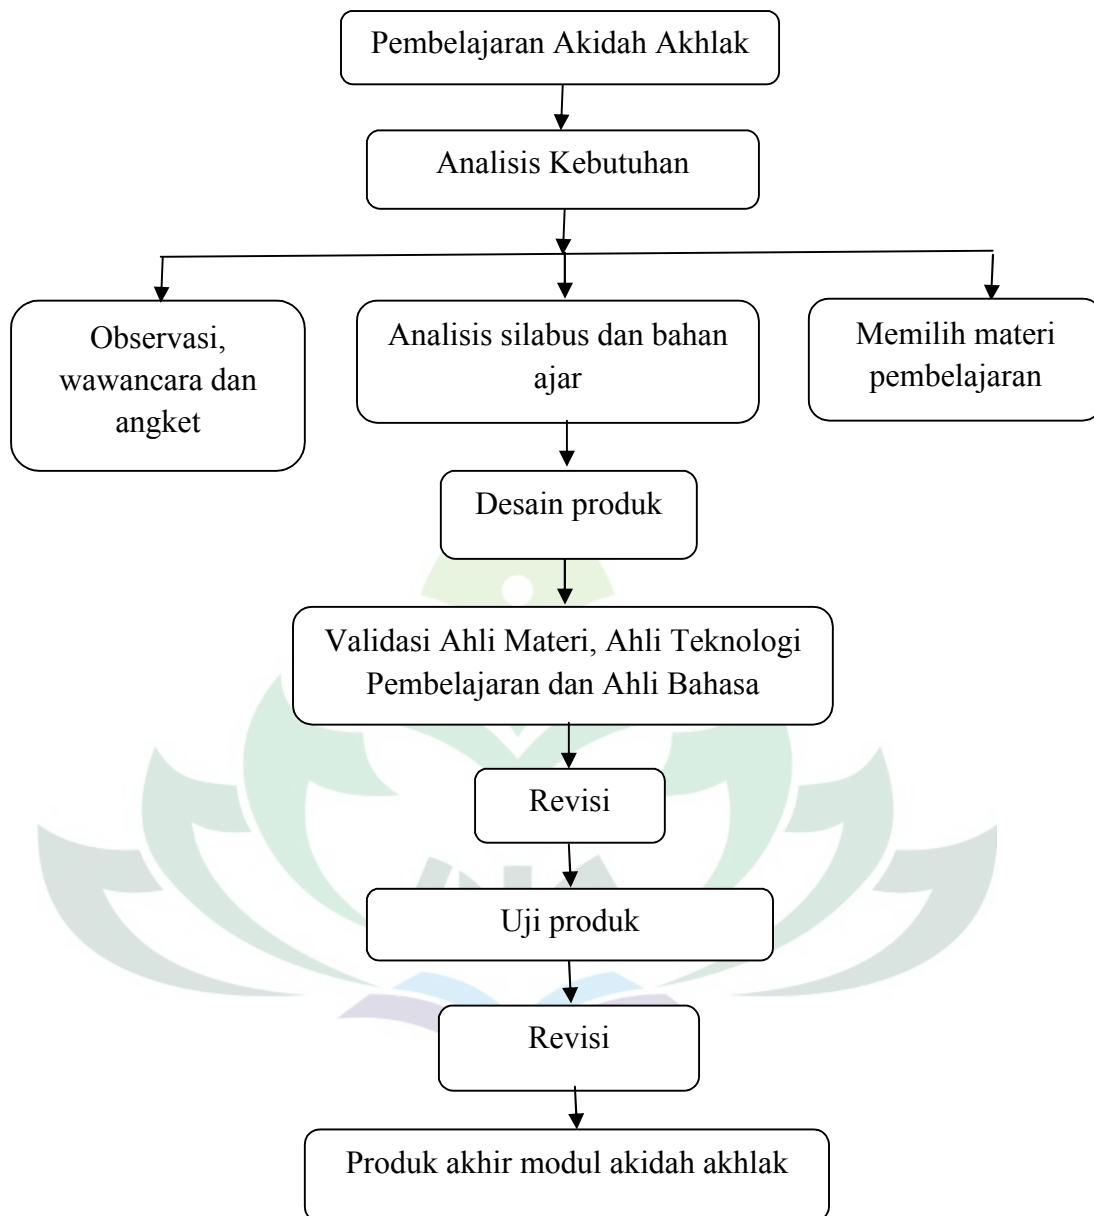 Pembelajaran Akidah Akhlak
Analisis Kebutuhan
Observasi,
wawancara dan
angket
Analisis silabus dan bahan
ajar
Memilih materi
pembelajaran
Desain produk
Validasi Ahli Materi, Ahli Teknologi
Pembelajaran dan Ahli Bahasa
Revisi
Uji produk
Revisi
Produk akhir modul akidah akhlak